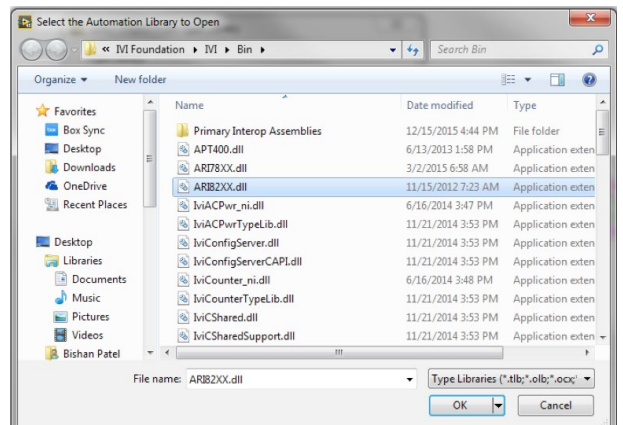 Select the Automation Library to Open
« IVI Foundation ▸ IVI ▸ Bin ▸ Search Bin
Organize ▾ New folder
Name Date modified Type
Favorites
Box Sync
Desktop
Downloads
OneDrive
Recent Places
Desktop
Libraries
Documents
Music
Pictures
Videos
Bishan Patel
Primary Interop Assemblies 12/15/2015 4:44 PM File folder
APT400.dll 6/13/2013 1:58 PM Application exten
ARI78XX.dll 3/2/2015 6:58 AM Application exten
ARI82XX.dll 11/15/2012 7:23 AM Application exten
IviACPwr_ni.dll 6/16/2014 3:47 PM Application exten
IviACPwrTypeLib.dll 11/21/2014 3:53 PM Application exten
IviConfigServer.dll 11/21/2014 3:53 PM Application exten
IviConfigServerCAPI.dll 11/21/2014 3:53 PM Application exten
IviCounter_ni.dll 6/16/2014 3:48 PM Application exten
IviCounterTypeLib.dll 11/21/2014 3:53 PM Application exten
IviCShared.dll 11/21/2014 3:53 PM Application exten
IviCSharedSupport.dll 11/21/2014 3:53 PM Application exten
File name: ARI82XX.dll
Type Libraries (*.tlb;*.olb;*.ocx;*
OK Cancel